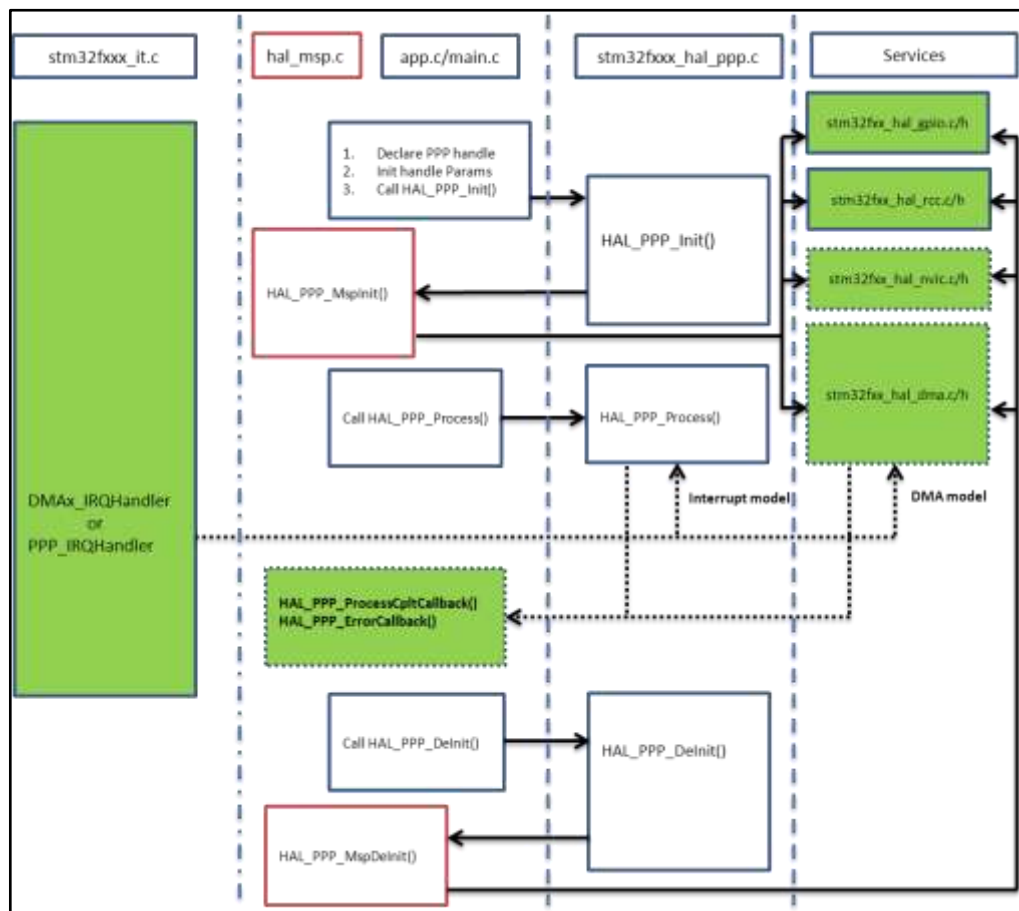 stm32fxxx_it.c
hal_msp.c
app.c/main.c
stm32fxxx_hal_ppp.c
Services
1. Declare PPP handle
2. Init handle Params
3. Call HAL_PPP_Init()
HAL_PPP_Init()
HAL_PPP_MspInit()
stm32fxx_hal_gpio.c/h
stm32fxx_hal_rcc.c/h
stm32fxx_hal_nvic.c/h
stm32fxx_hal_dma.c/h
Call HAL_PPP_Process()
HAL_PPP_Process()
DMAx_IRQHandler
or
PPP_IRQHandler
Interrupt model
DMA model
HAL_PPP_ProcessCpltCallback()
HAL_PPP_ErrorCallback()
Call HAL_PPP_DeInit()
HAL_PPP_DeInit()
HAL_PPP_MspDeInit()